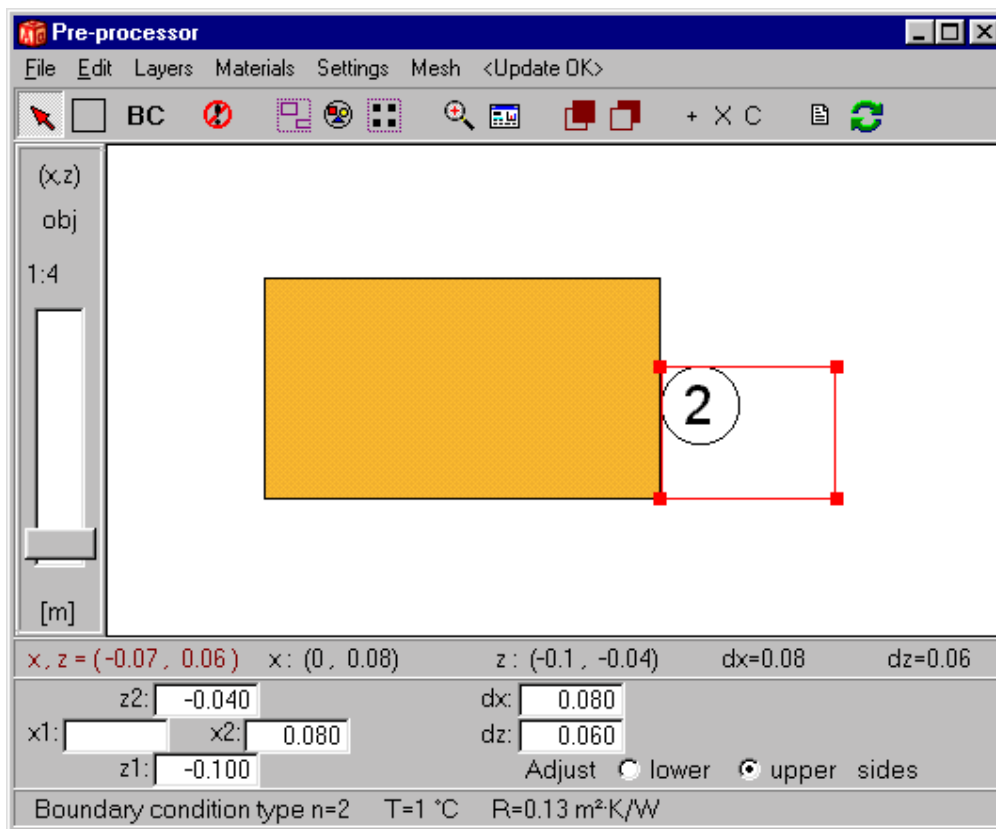 Pre-processor
File Edit Layers Materials Settings Mesh <Update OK>
BC + X C
(x,z)
obj
1:4
2
[m]
x, z = (-0.07, 0.06) x: (0, 0.08) z: (-0.1, -0.04) dx=0.08 dz=0.06
z2: -0.040 dx: 0.080
x1: x2: 0.080 dz: 0.060
z1: -0.100 Adjust lower upper sides
Boundary condition type n=2 T=1 °C R=0.13 m²·K/W